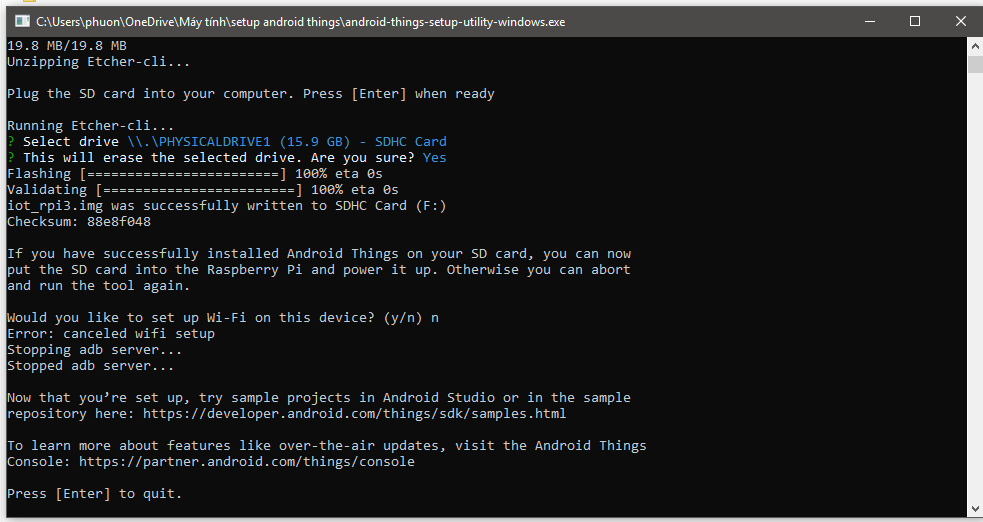 C:\Users\phuon\OneDrive\Máy tính\setup android things\android-things-setup-utility-windows.exe
19.8 MB/19.8 MB
Unzipping Etcher-cli...
Plug the SD card into your computer. Press [Enter] when ready
Running Etcher-cli...
? Select drive \\.\PHYSICALDRIVE1 (15.9 GB) - SDHC Card
? This will erase the selected drive. Are you sure? Yes
Flashing [========================] 100% eta 0s
Validating [========================] 100% eta 0s
iot_rpi3.img was successfully written to SDHC Card (F:)
Checksum: 88e8f048
If you have successfully installed Android Things on your SD card, you can now
put the SD card into the Raspberry Pi and power it up. Otherwise you can abort
and run the tool again.
Would you like to set up Wi-Fi on this device? (y/n) n
Error: canceled wifi setup
Stopping adb server...
Stopped adb server...
Now that you’re set up, try sample projects in Android Studio or in the sample
repository here: https://developer.android.com/things/sdk/samples.html
To learn more about features like over-the-air updates, visit the Android Things
Console: https://partner.android.com/things/console
Press [Enter] to quit.